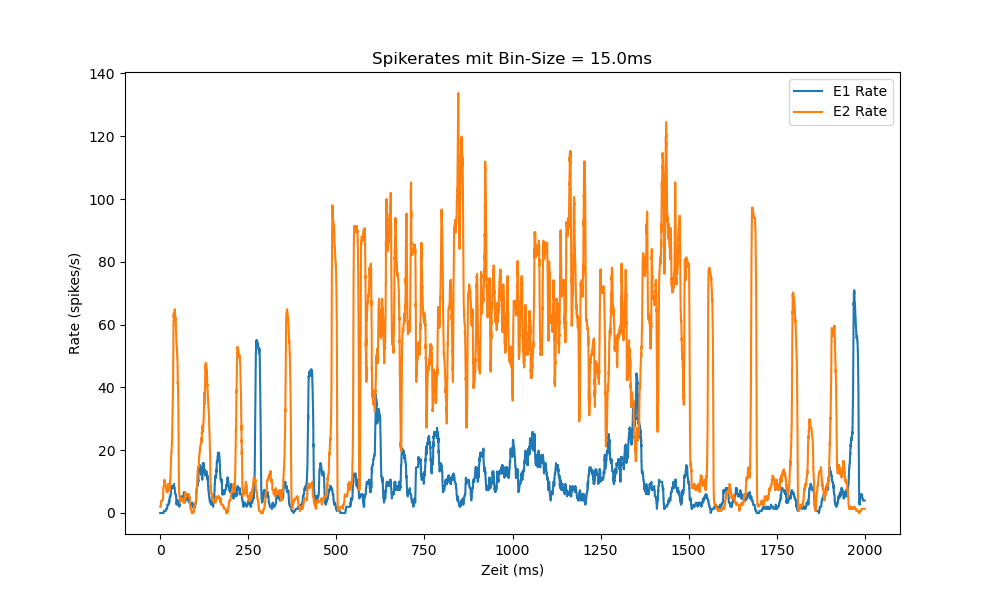 Spikerates mit Bin-Size = 15.0ms
E1 Rate
E2 Rate
Rate (spikes/s)
140
120
100
80
60
40
20
0
0 250 500 750 1000 1250 1500 1750 2000
Zeit (ms)